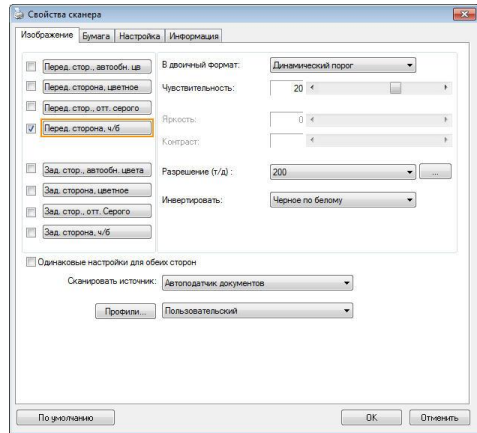 Свойства сканера
Изображение Бумага Настройка Информация
Перед. стор., автообн. цв
В двоичный формат: Динамический порог
Перед. сторона, цветное
Чувствительность: 20
Перед. стор., отт. серого
Яркость: 0
Перед. сторона, ч/б
Контраст:
Зад. стор., автообн. цвета
Разрешение (т/д) : 200 ...
Зад. сторона, цветное
Инвертировать: Черное по белому
Зад. стор., отт. Серого
Зад. сторона, ч/б
Одинаковые настройки для обеих сторон
Сканировать источник: Автоподатчик документов
Профили... Пользовательский
По умолчанию OK Отменить